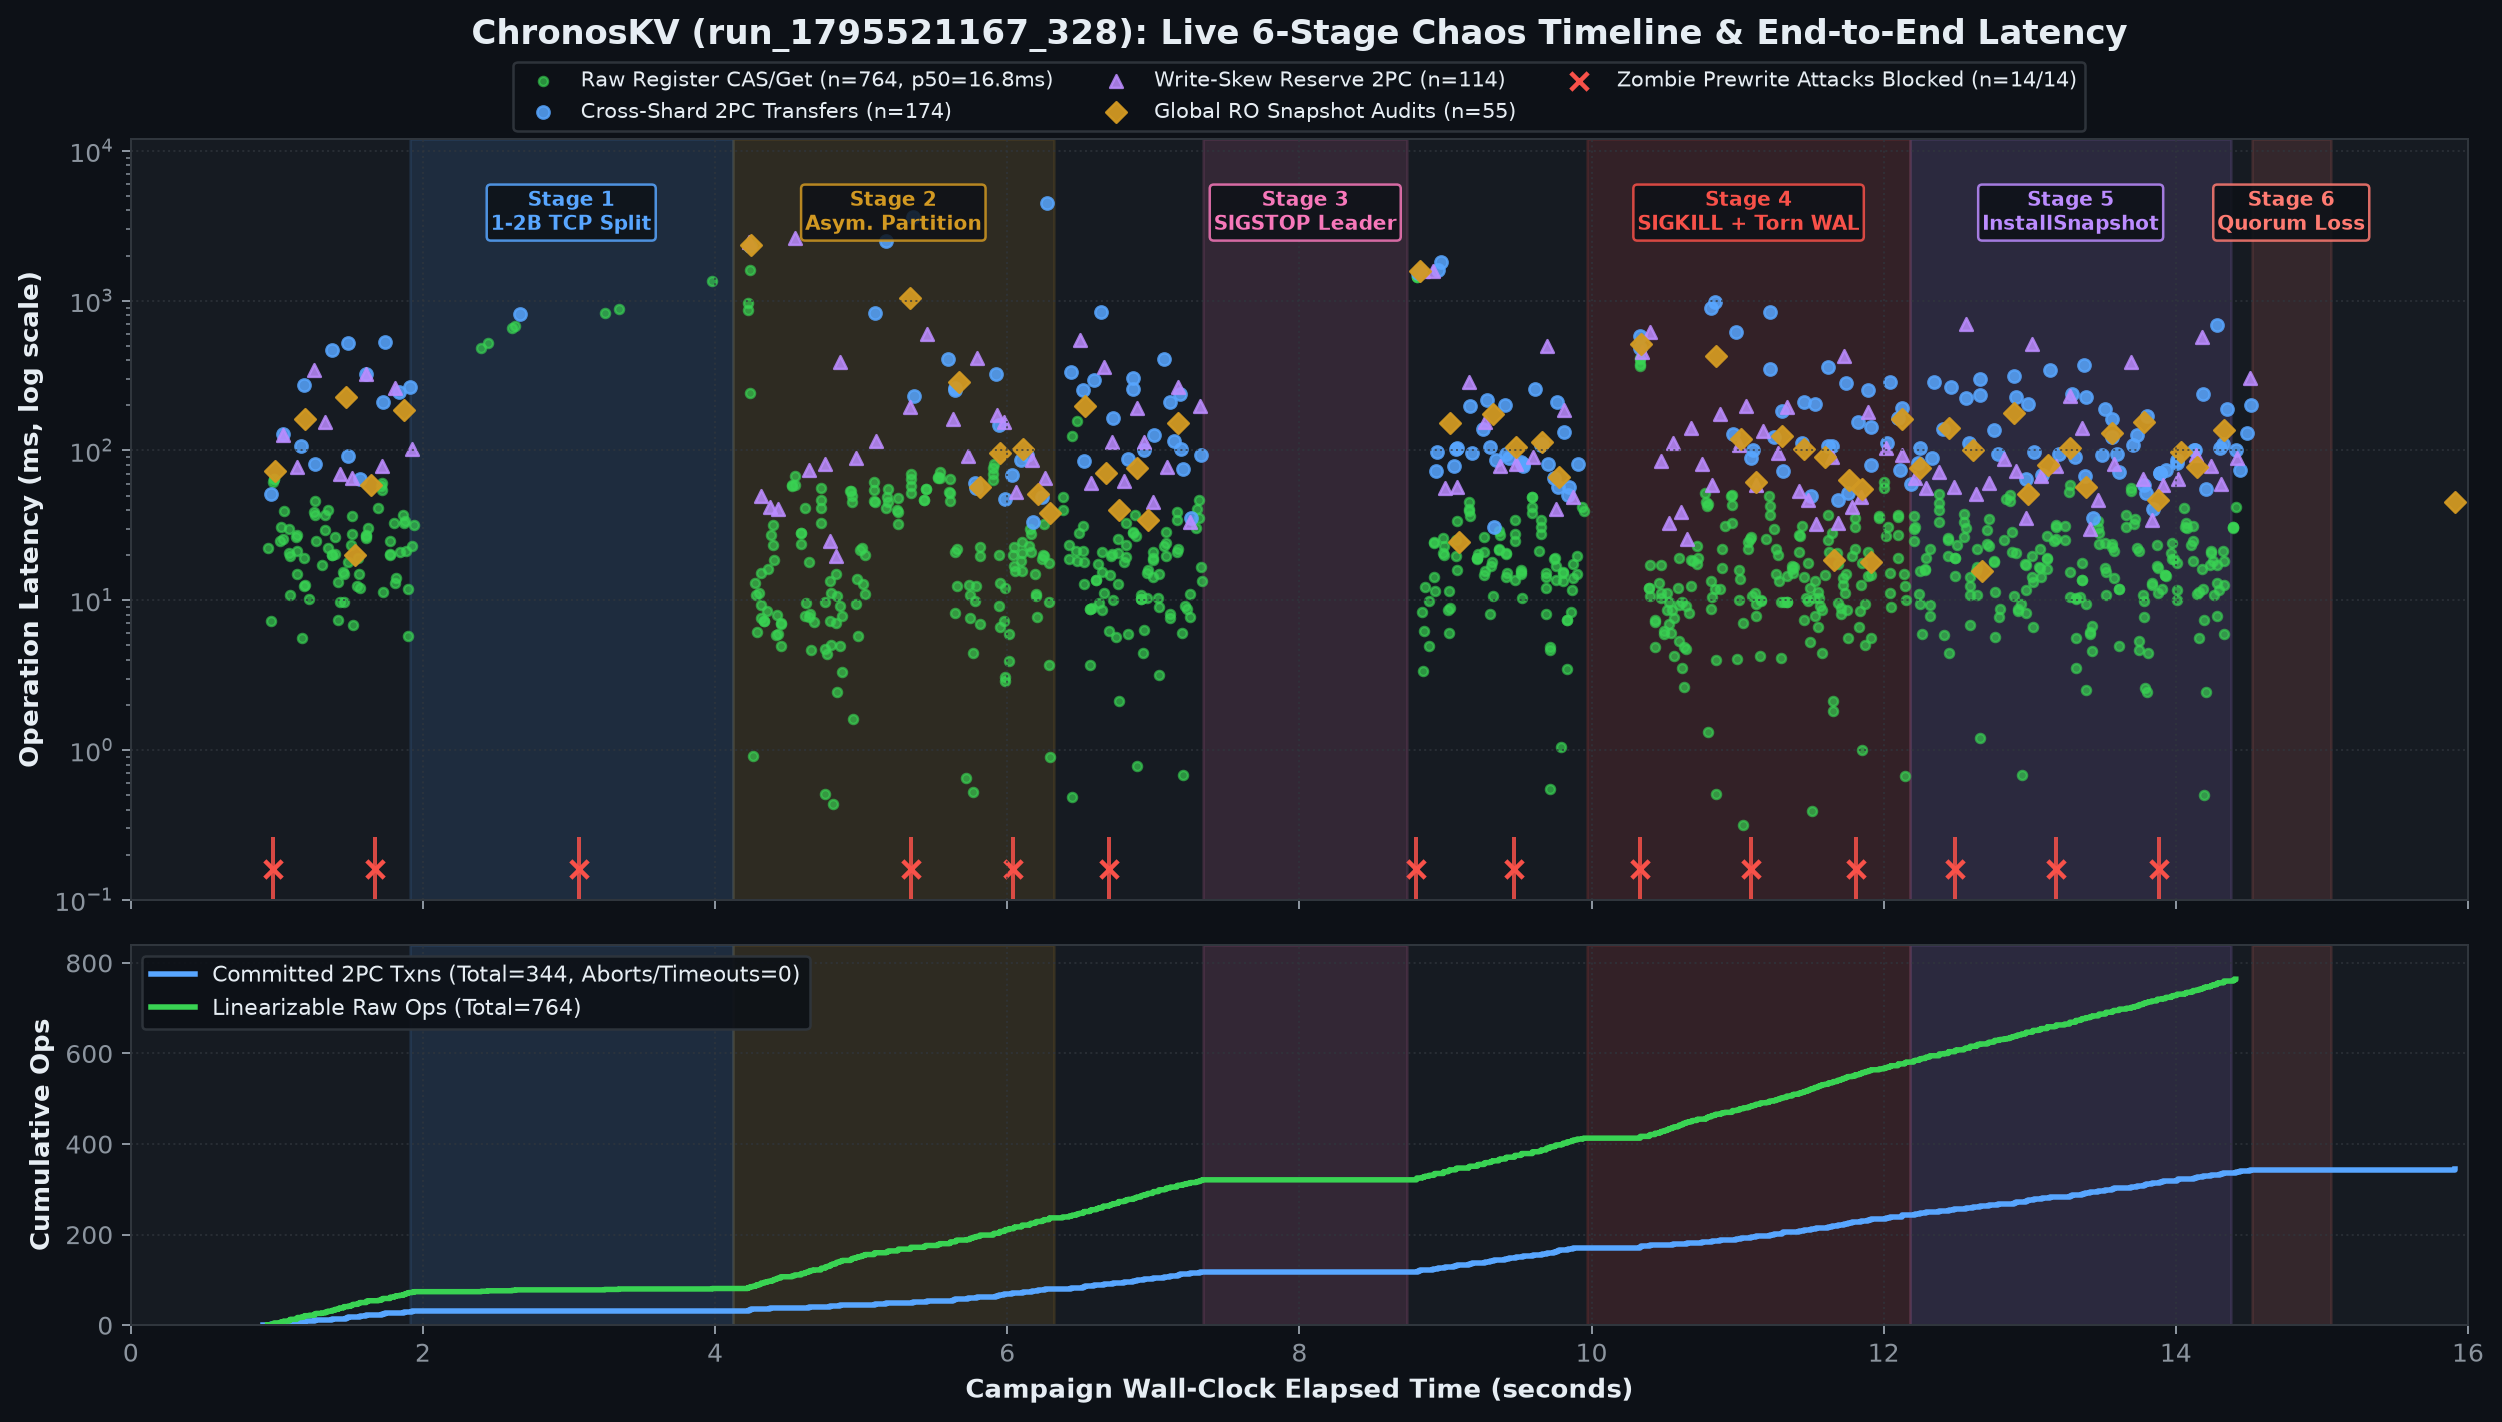 ChronosKV (run_1795521167_328): Live 6-Stage Chaos Timeline & End-to-End Latency
Raw Register CAS/Get (n=764, p50=16.8ms)
Cross-Shard 2PC Transfers (n=174)
Write-Skew Reserve 2PC (n=114)
Global RO Snapshot Audits (n=55)
Zombie Prewrite Attacks Blocked (n=14/14)
Operation Latency (ms, log scale)
10⁴
10³
10²
10¹
10⁰
10⁻¹
Stage 1
1-2B TCP Split
Stage 2
Asym. Partition
Stage 3
SIGSTOP Leader
Stage 4
SIGKILL + Torn WAL
Stage 5
InstallSnapshot
Stage 6
Quorum Loss
Cumulative Ops
800
600
400
200
0
Committed 2PC Txns (Total=344, Aborts/Timeouts=0)
Linearizable Raw Ops (Total=764)
0 2 4 6 8 10 12 14 16
Campaign Wall-Clock Elapsed Time (seconds)